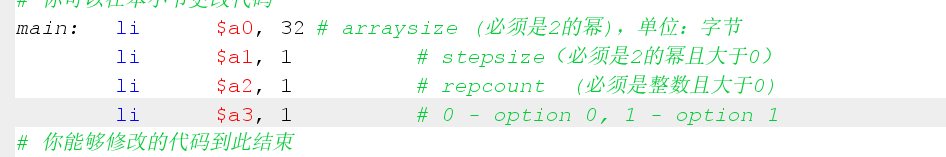 # 你可以在本小节更改代码
main: li $a0, 32 # arraysize (必须是2的幂)，单位：字节
li $a1, 1 # stepsize（必须是2的幂且大于0）
li $a2, 1 # repcount (必须是整数且大于0)
li $a3, 1 # 0 - option 0, 1 - option 1
# 你能够修改的代码到此结束